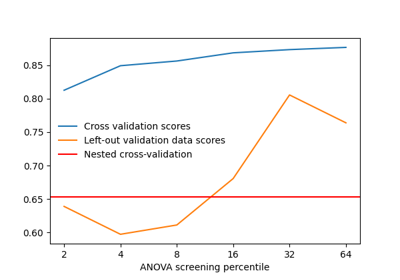 0.85
0.80
0.75
0.70
0.65
0.60
Cross validation scores
Left-out validation data scores
Nested cross-validation
2 4 8 16 32 64
ANOVA screening percentile